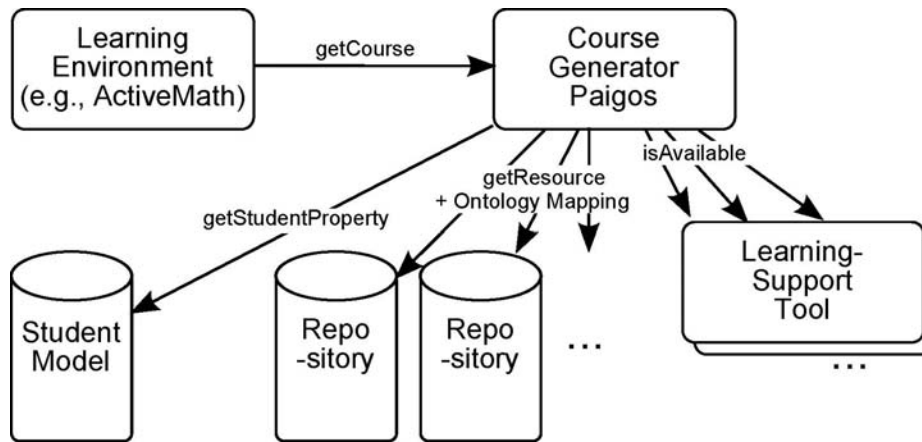 Learning
Environment
(e.g., ActiveMath)
getCourse
Course
Generator
Paigos
isAvailable
getResource
+ Ontology Mapping
getStudentProperty
Learning-
Support
Tool
...
Student
Model
Repo
-sitory
Repo
-sitory
...